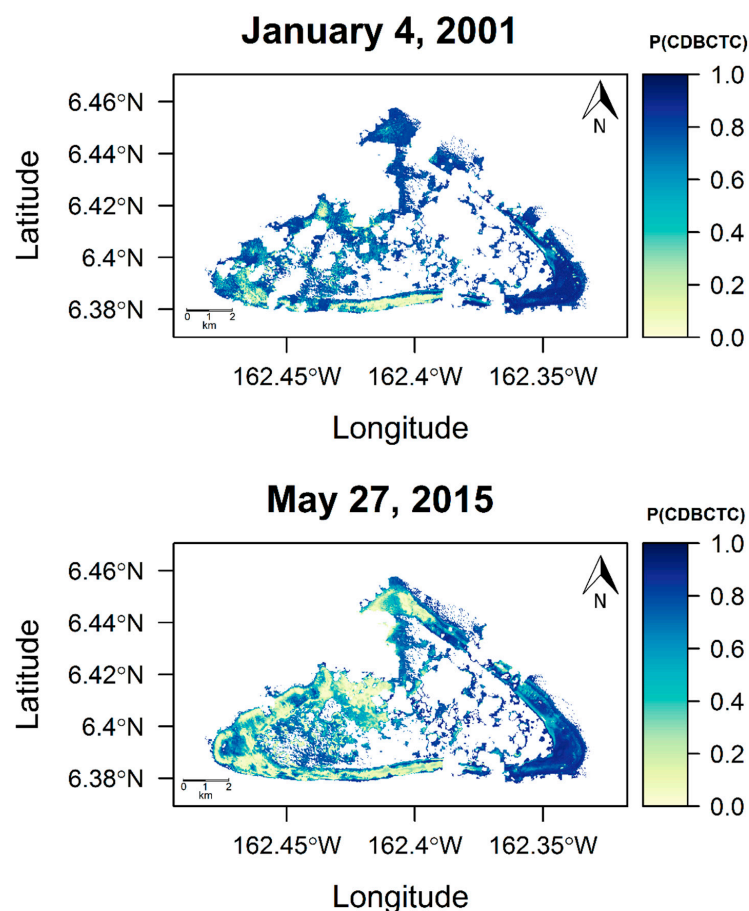 January 4, 2001
P(CDBCTC)
6.46°N
6.44°N
6.42°N
6.4°N
6.38°N
Latitude
N
0 1 2
km
1.0
0.8
0.6
0.4
0.2
0.0
162.45°W 162.4°W 162.35°W
Longitude
May 27, 2015
P(CDBCTC)
6.46°N
6.44°N
6.42°N
6.4°N
6.38°N
Latitude
N
0 1 2
km
1.0
0.8
0.6
0.4
0.2
0.0
162.45°W 162.4°W 162.35°W
Longitude